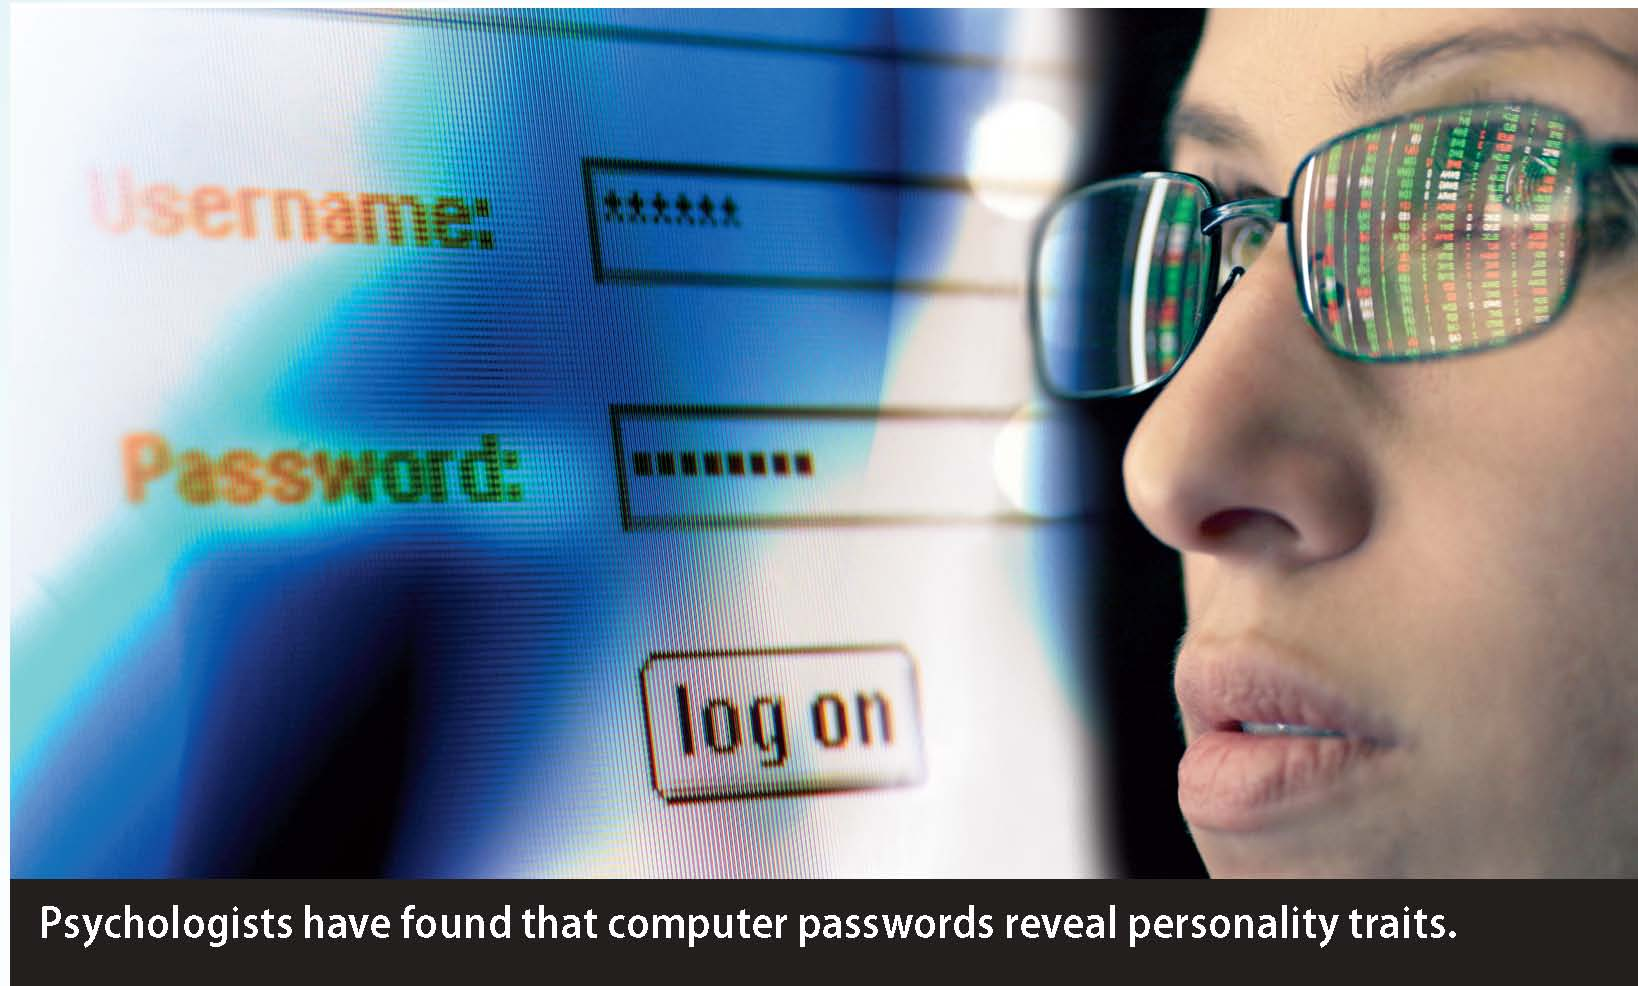 Username: ******
Password: ▪▪▪▪▪▪▪▪
log on
Psychologists have found that computer passwords reveal personality traits.